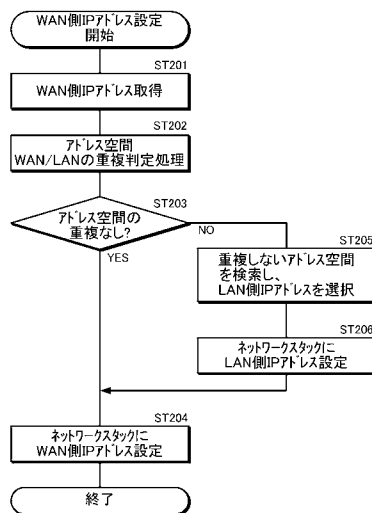 WAN側IPアドレス設定
開始
ST201
WAN側IPアドレス取得
ST202
アドレス空間
WAN/LANの重複判定処理
ST203
アドレス空間の
重複なし?
NO
YES
ST205
重複しないアドレス空間
を検索し、
LAN側IPアドレスを選択
ST206
ネットワークスタックに
LAN側IPアドレス設定
ST204
ネットワークスタックに
WAN側IPアドレス設定
終了